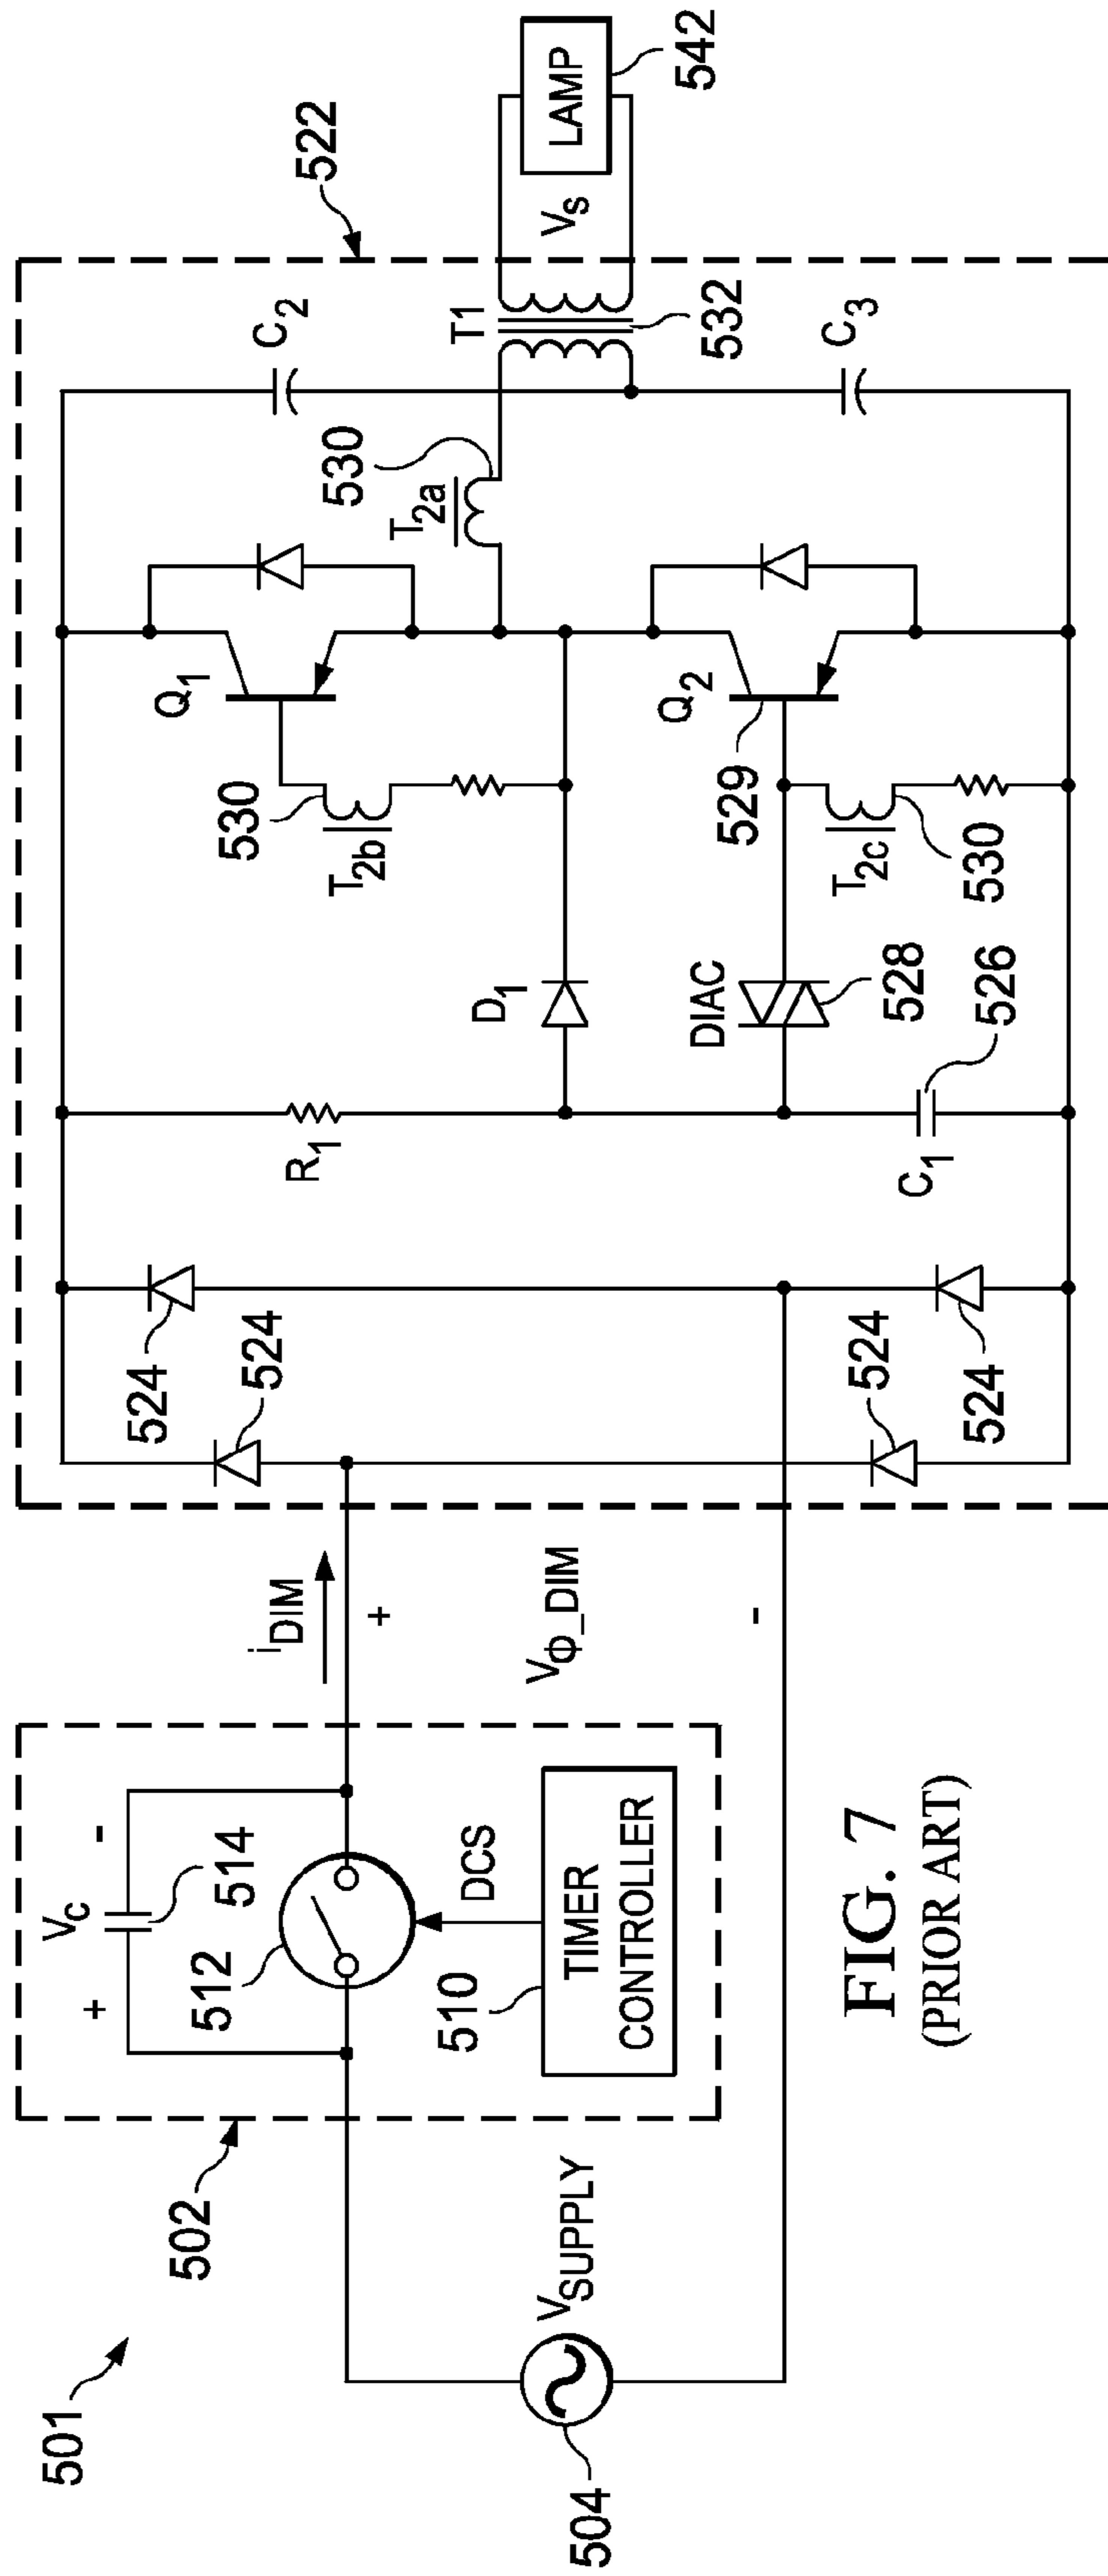 501
502
504
VSUPPLY
+
VC
-
512
514
DCS
510
TIMER
CONTROLLER
iDIM
+
Vϕ_DIM
-
FIG. 7
(PRIOR ART)
522
524
524
524
524
R1
C1
526
D1
DIAC
528
530
T2b
Q1
Q2
529
T2c
530
T2a
530
C2
T1
532
C3
VS
LAMP
542